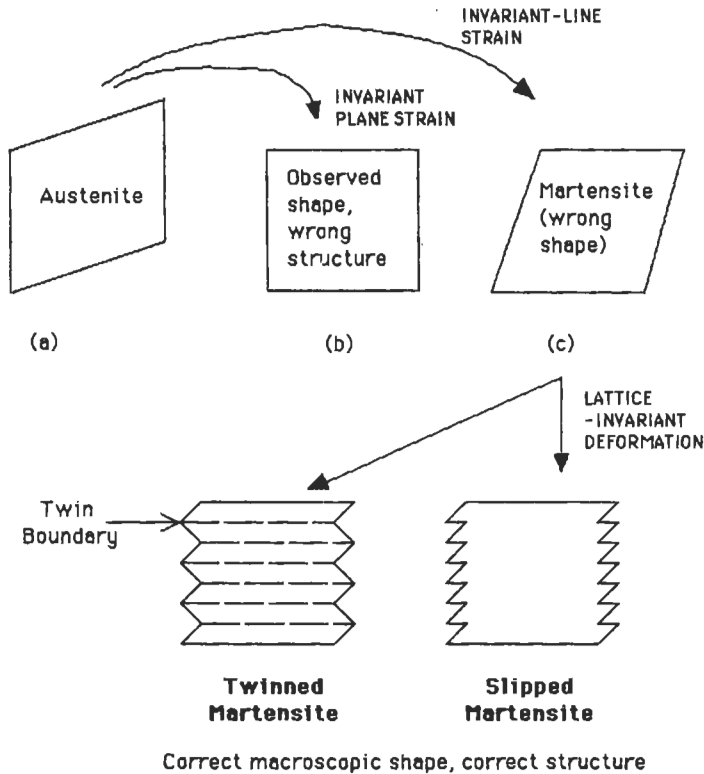 INVARIANT-LINE
STRAIN
INVARIANT
PLANE STRAIN
Austenite
Observed
shape,
wrong
structure
Martensite
(wrong
shape)
(a)
(b)
(c)
LATTICE
-INVARIANT
DEFORMATION
Twin
Boundary
Twinned
Martensite
Slipped
Martensite
Correct macroscopic shape, correct structure